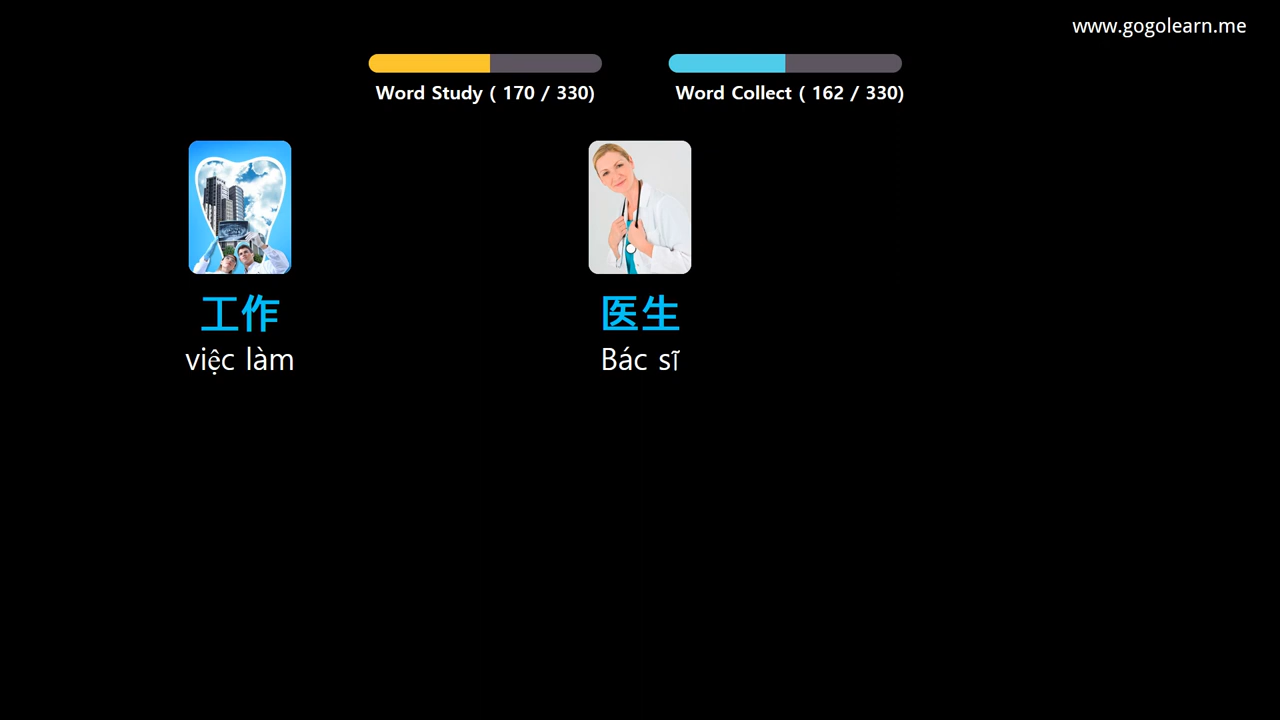 www.gogolearn.me
Word Study ( 170 / 330)
Word Collect ( 162 / 330)
工作
việc làm
医生
Bác sĩ